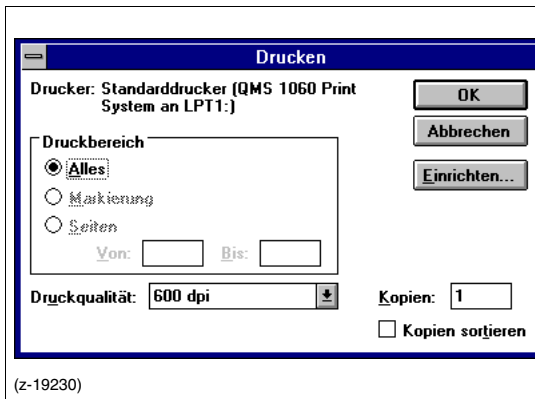 Drucken
Drucker: Standarddrucker (QMS 1060 Print
System an LPT1:)
OK
Abbrechen
Einrichten...
Druckbereich
Alles
Markierung
Seiten
Von: Bis:
Druckqualität: 600 dpi
Kopien: 1
Kopien sortieren
(z-19230)